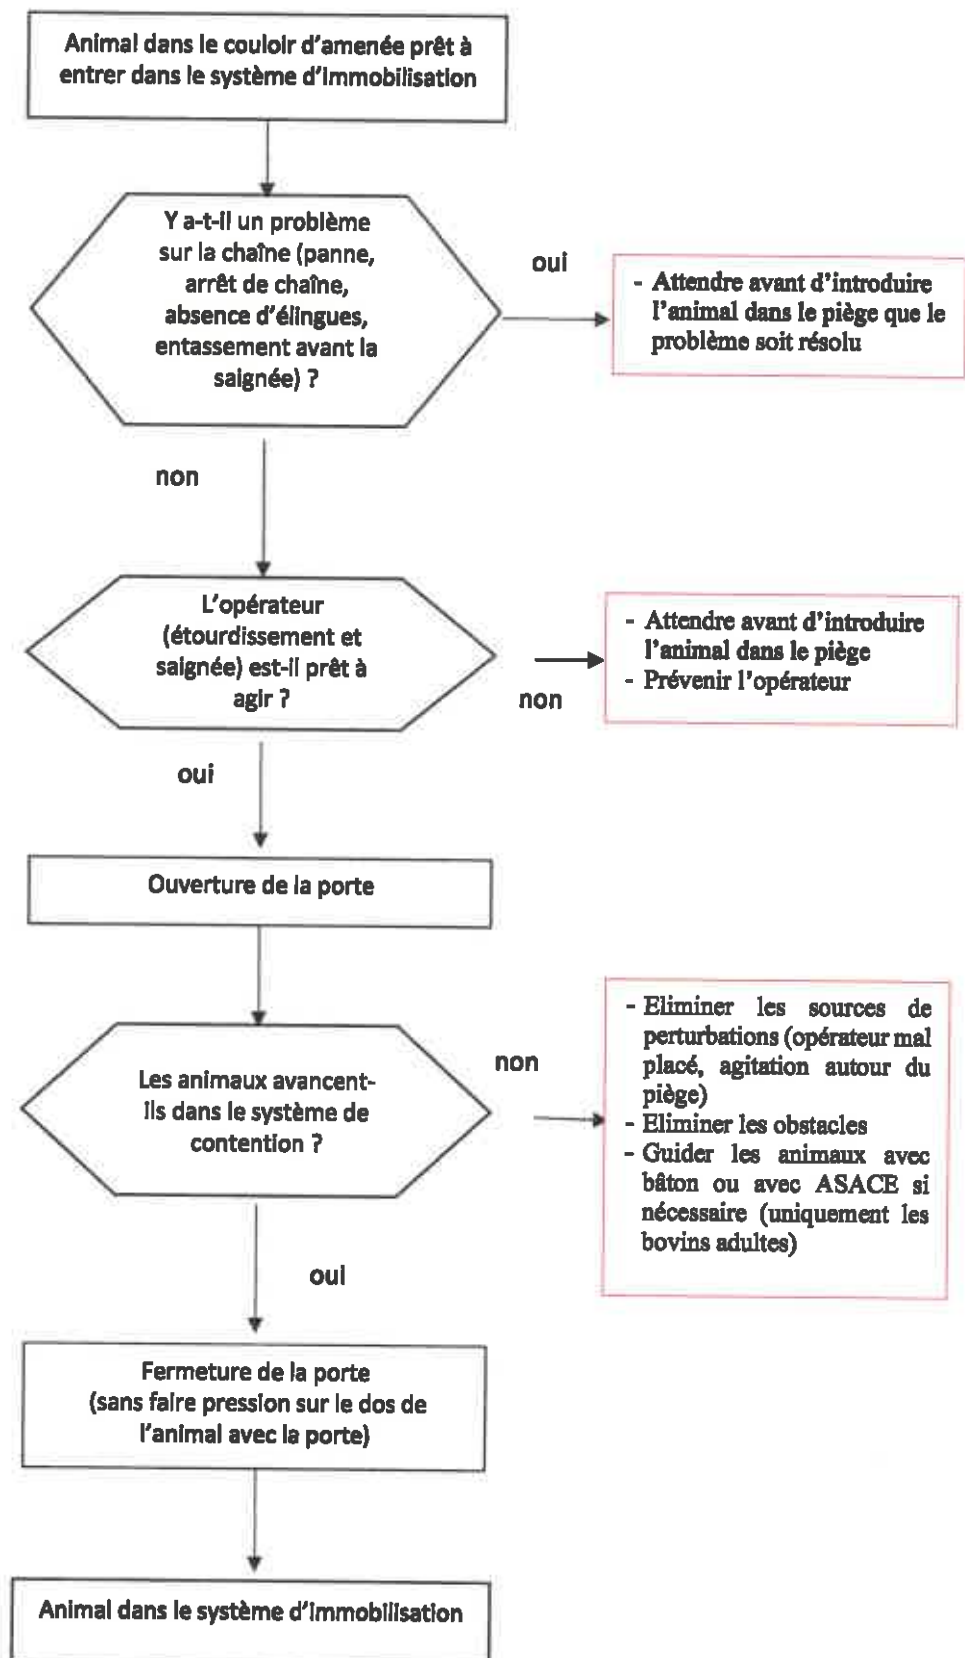 Animal dans le couloir d'amenée prêt à
entrer dans le système d'immobilisation
Y a-t-il un problème
sur la chaîne (panne,
arrêt de chaîne,
absence d'élingues,
entassement avant la
saignée) ?
oui
- Attendre avant d'introduire
l'animal dans le piège que le
problème soit résolu
non
L'opérateur
(étourdissement et
saignée) est-il prêt à
agir ?
non
- Attendre avant d'introduire
l'animal dans le piège
- Prévenir l'opérateur
oui
Ouverture de la porte
Les animaux avancent-
ils dans le système de
contention ?
non
- Eliminer les sources de
perturbations (opérateur mal
placé, agitation autour du
piège)
- Eliminer les obstacles
- Guider les animaux avec
bâton ou avec ASACE si
nécessaire (uniquement les
bovins adultes)
oui
Fermeture de la porte
(sans faire pression sur le dos de
l'animal avec la porte)
Animal dans le système d'immobilisation